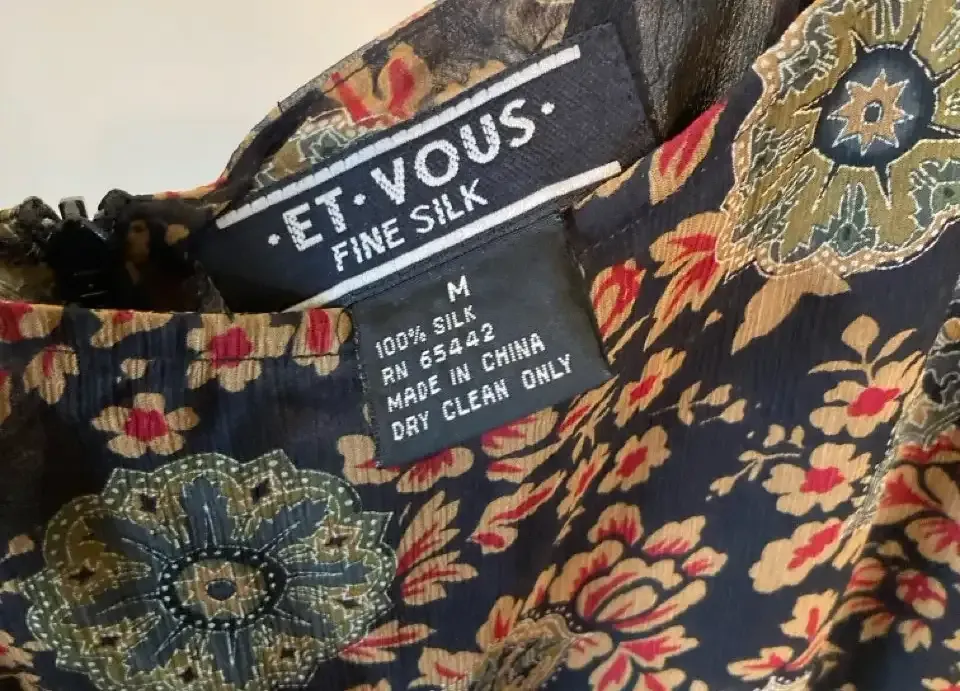 ·ET·VOUS·
FINE SILK
M
100% SILK
RN 65442
MADE IN CHINA
DRY CLEAN ONLY